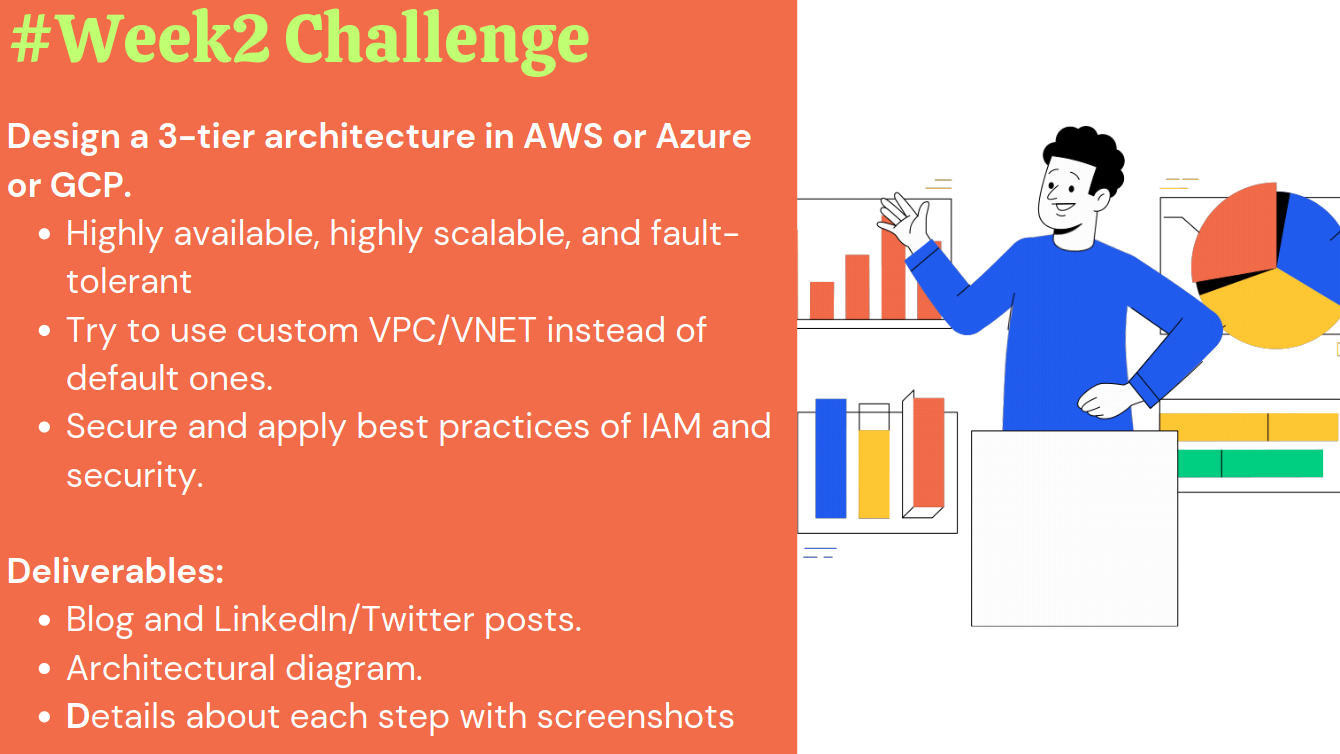 #Week2 Challenge
Design a 3-tier architecture in AWS or Azure
or GCP.
• Highly available, highly scalable, and fault-
tolerant
• Try to use custom VPC/VNET instead of
default ones.
• Secure and apply best practices of IAM and
security.
Deliverables:
• Blog and LinkedIn/Twitter posts.
• Architectural diagram.
• Details about each step with screenshots